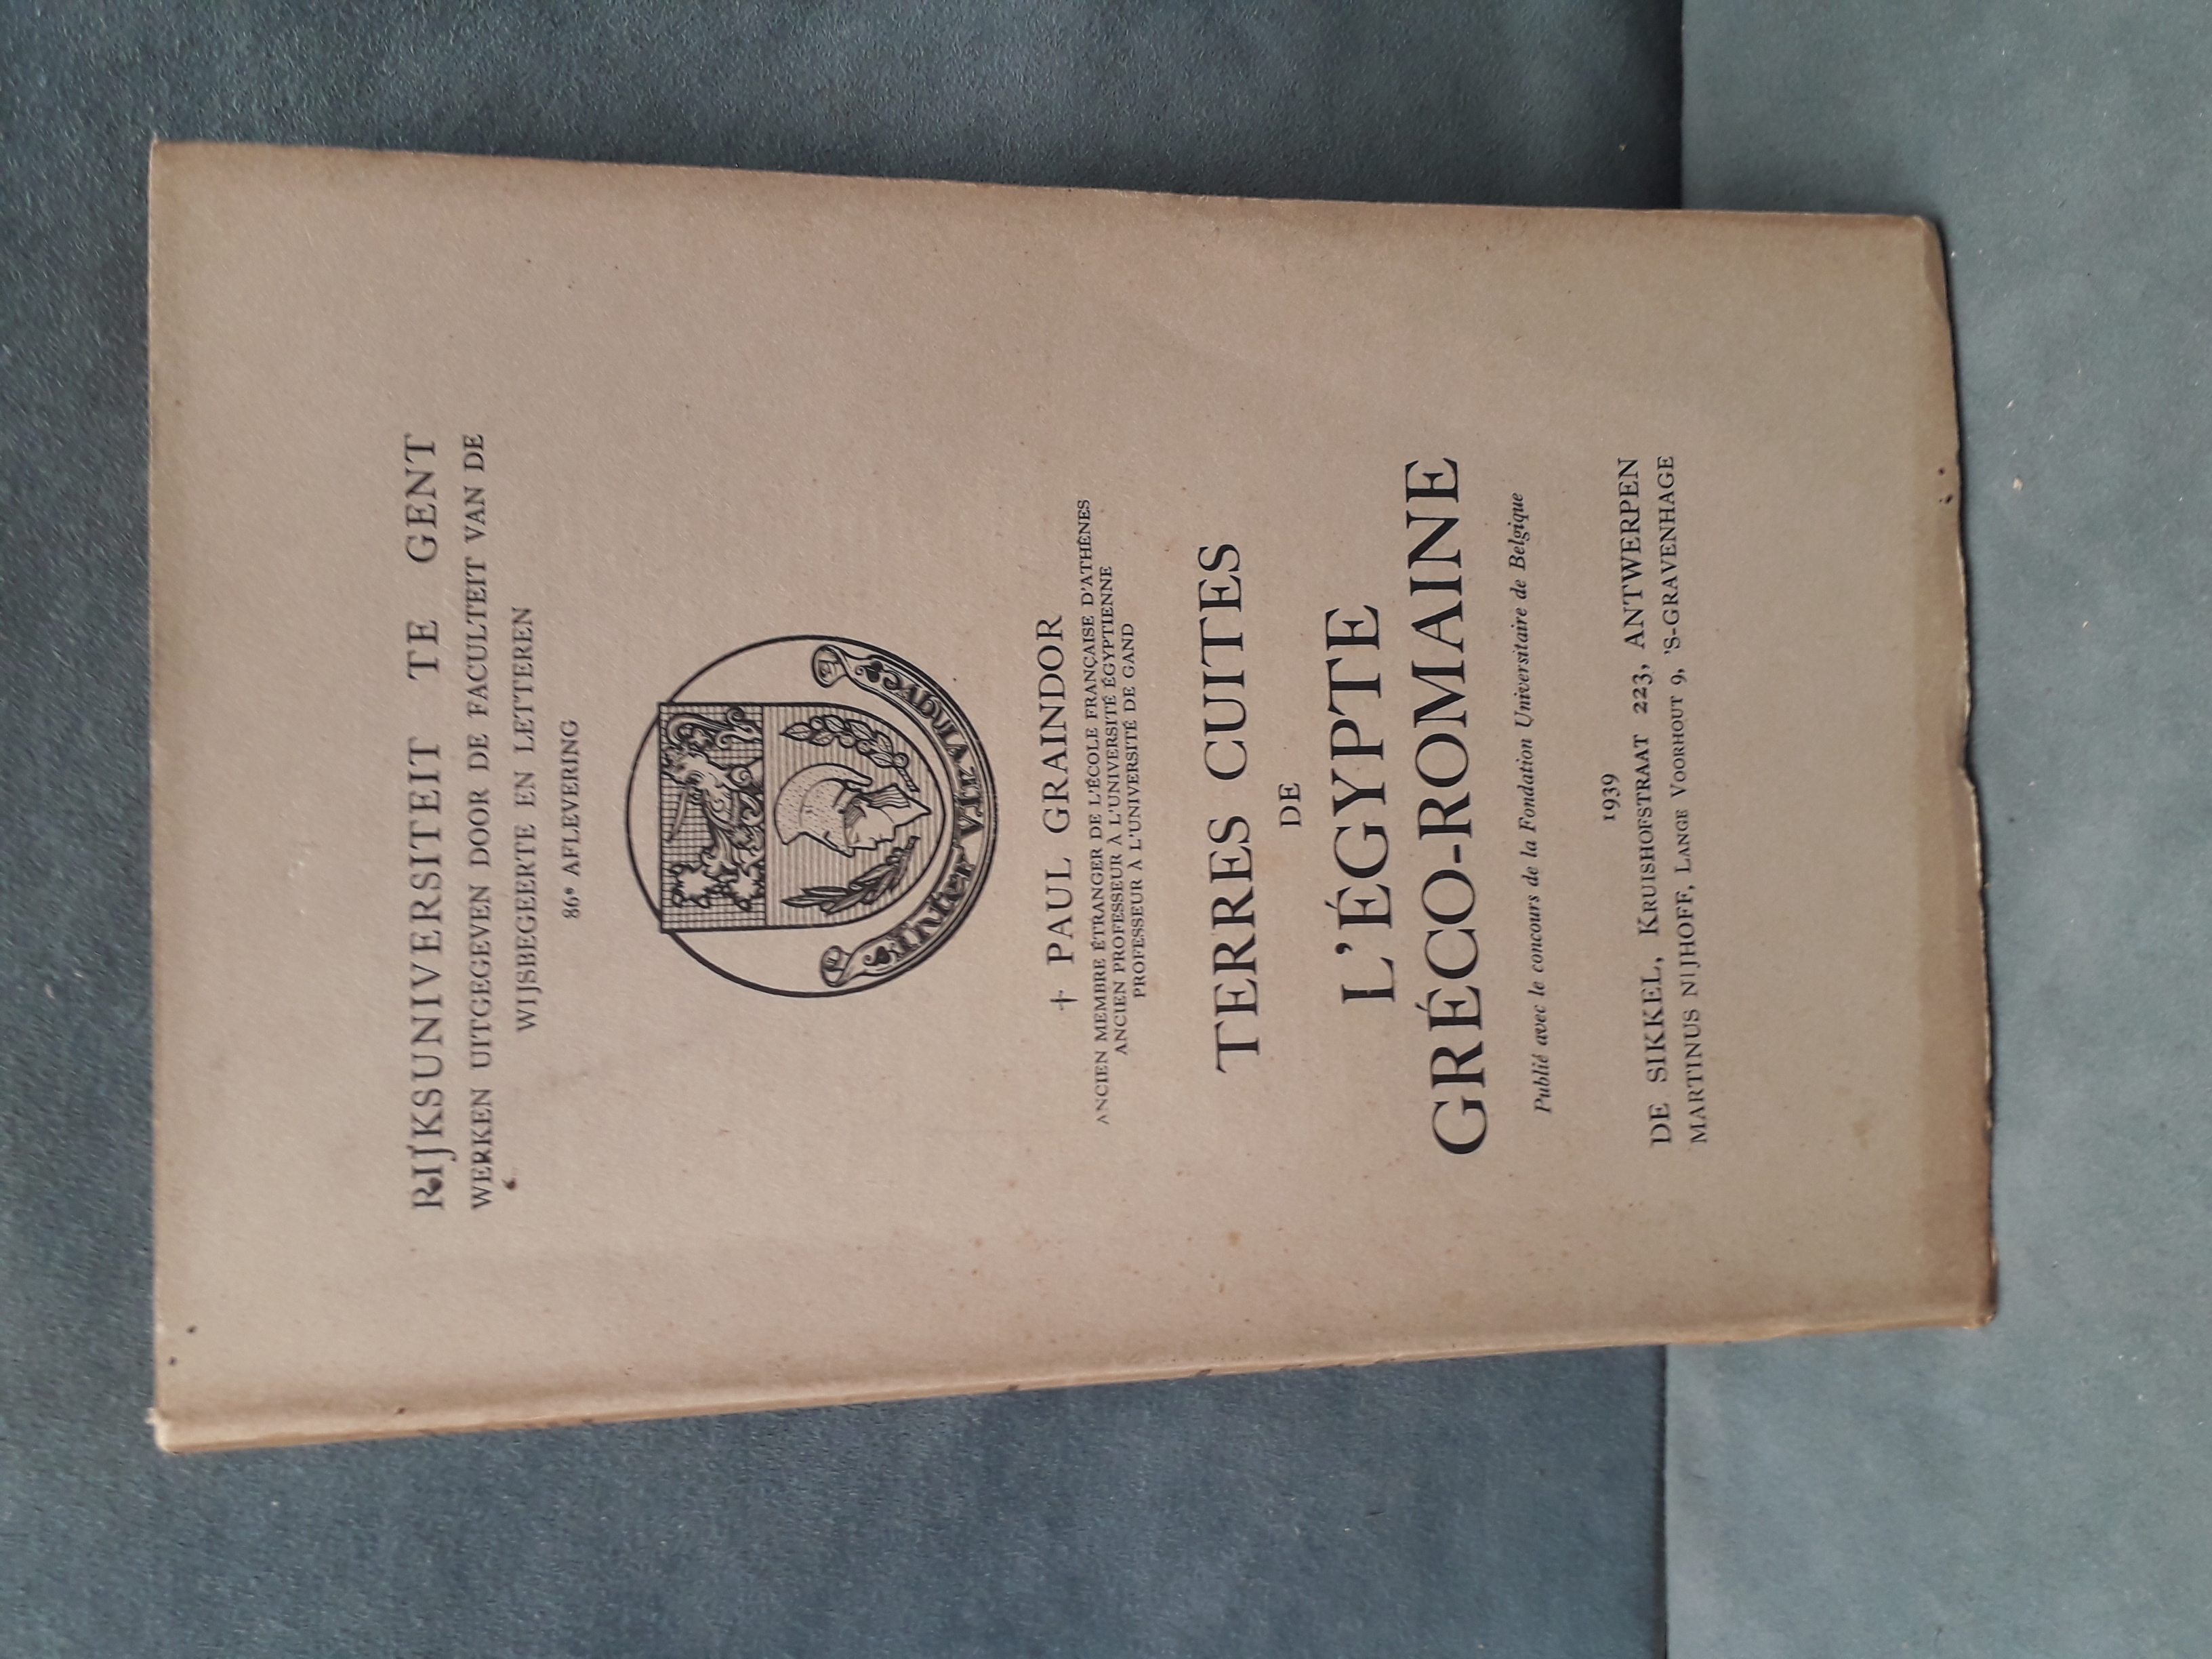 RIJKSUNIVERSITEIT TE GENT
WERKEN UITGEGEVEN DOOR DE FACULTEIT VAN DE
WIJSBEGEERTE EN LETTEREN
86e AFLEVERING
† PAUL GRAINDOR
ANCIEN MEMBRE ÉTRANGER DE L'ÉCOLE FRANÇAISE D'ATHÈNES
ANCIEN PROFESSEUR À L'UNIVERSITÉ ÉGYPTIENNE
PROFESSEUR À L'UNIVERSITÉ DE GAND
TERRES CUITES
DE
L'ÉGYPTE
GRÉCO-ROMAINE
Publié avec le concours de la Fondation Universitaire de Belgique
1939
DE SIKKEL, KRUISHOFSTRAAT 223, ANTWERPEN
MARTINUS NIJHOFF, LANGE VOORHOUT 9, 'S-GRAVENHAGE